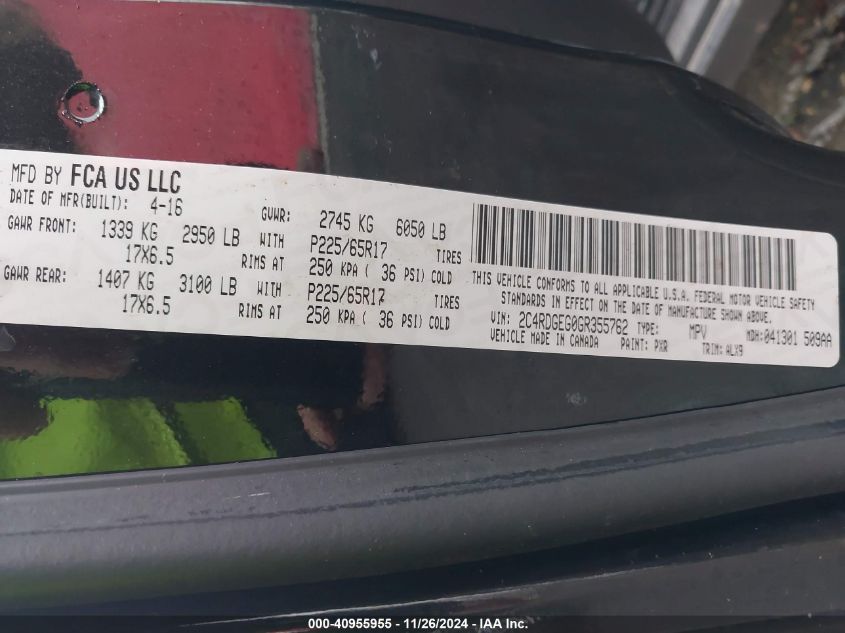 MFD BY FCA US LLC
DATE OF MFR(BUILT): 4-16 GVWR: 2745 KG 6050 LB
GAWR FRONT: 1339 KG 2950 LB WITH P225/65R17 TIRES
17X6.5 RIMS AT 250 KPA ( 36 PSI) COLD
GAWR REAR: 1407 KG 3100 LB WITH P225/65R17 TIRES
17X6.5 RIMS AT 250 KPA ( 36 PSI) COLD
THIS VEHICLE CONFORMS TO ALL APPLICABLE U.S.A. FEDERAL MOTOR VEHICLE SAFETY
STANDARDS IN EFFECT ON THE DATE OF MANUFACTURE SHOWN ABOVE.
VIN: 2C4RDGEG0GR355762 TYPE: MPV MDH:041301 509AA
VEHICLE MADE IN CANADA PAINT: PXR TRIM: ALX9
000-40955955 - 11/26/2024 - IAA Inc.